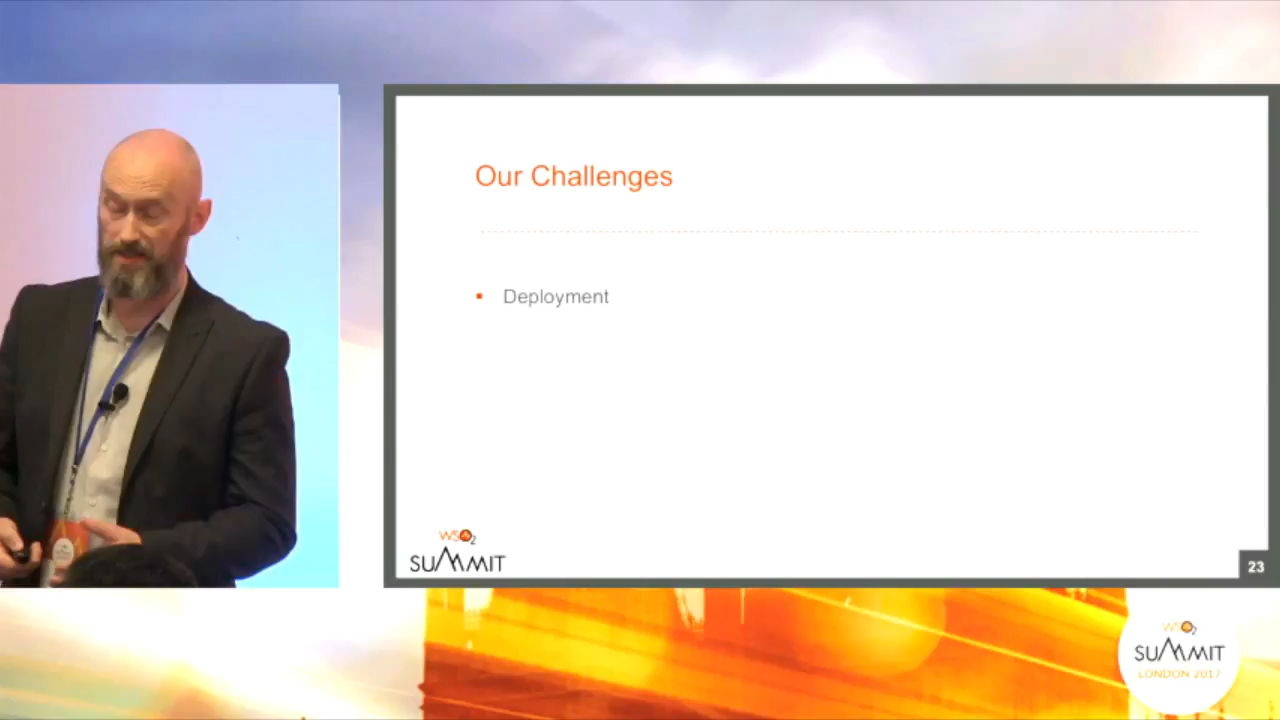 Our Challenges
▪ Deployment
WSO2
SUMMIT
23
WSO2
SUMMIT
LONDON 2017